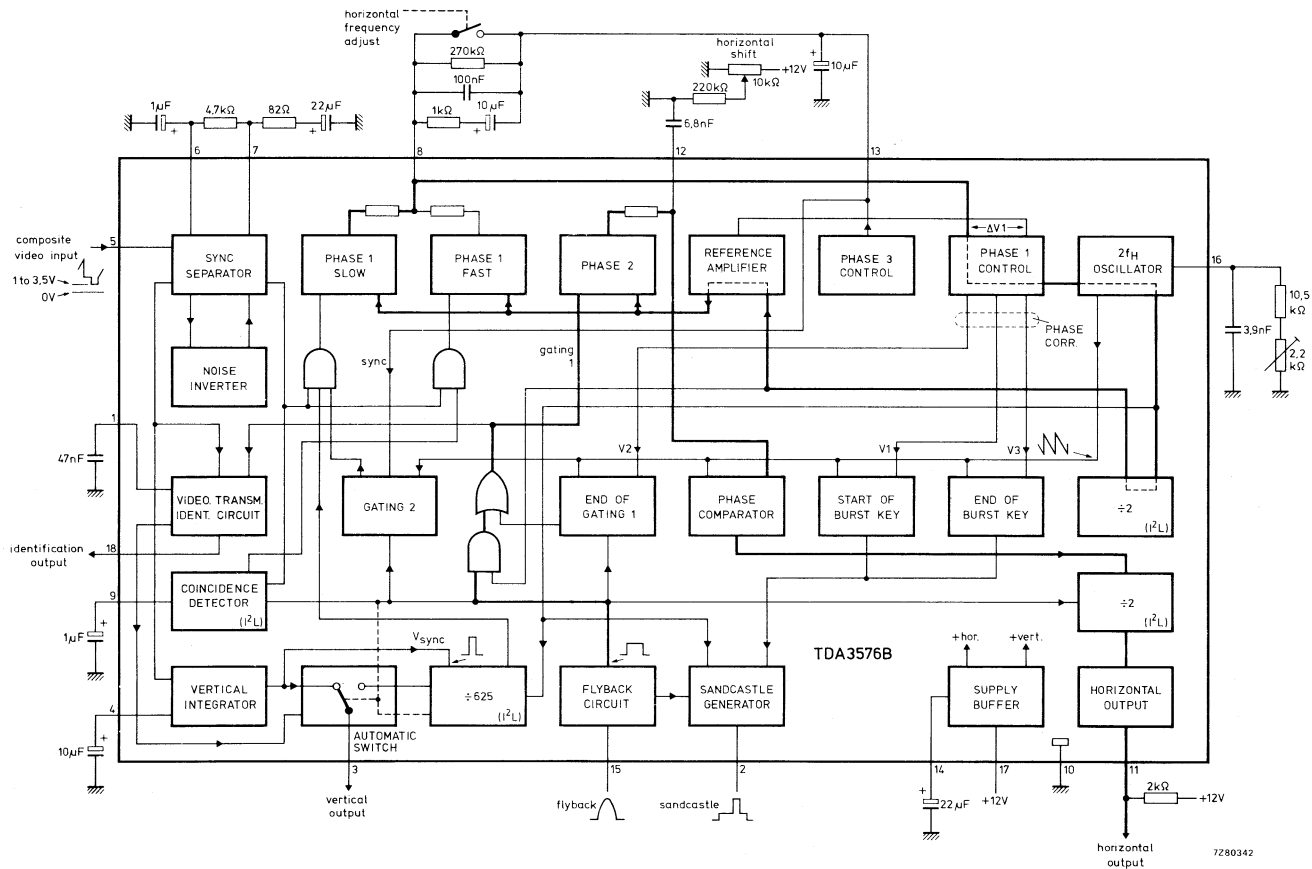 horizontal
frequency
adjust
270kΩ
100nF
1kΩ
10µF
horizontal
shift
+12V
10kΩ
220kΩ
6,8nF
+
10µF
1µF
+
4,7kΩ
82Ω
22µF
+
6
7
8
12
13
composite
video input
5
1 to 3,5V
0V
SYNC
SEPARATOR
PHASE 1
SLOW
PHASE 1
FAST
PHASE 2
REFERENCE
AMPLIFIER
PHASE 3
CONTROL
ΔV1
PHASE 1
CONTROL
2fH
OSCILLATOR
16
10,5
kΩ
3,9nF
2,2
kΩ
PHASE
CORR.
NOISE
INVERTER
sync
gating
1
1
47nF
VIDEO. TRANSM.
IDENT. CIRCUIT
GATING 2
V2
END OF
GATING 1
PHASE
COMPARATOR
V1
START OF
BURST KEY
V3
END OF
BURST KEY
÷2
(I²L)
identification
output
18
COINCIDENCE
DETECTOR
(I²L)
9
+
1µF
÷2
(I²L)
Vsync
TDA3576B
+hor.
+vert.
VERTICAL
INTEGRATOR
4
+
10µF
AUTOMATIC
SWITCH
÷625
(I²L)
FLYBACK
CIRCUIT
SANDCASTLE
GENERATOR
SUPPLY
BUFFER
HORIZONTAL
OUTPUT
3
15
2
14
17
10
11
vertical
output
flyback
sandcastle
+
22µF
+12V
2kΩ
+12V
horizontal
output
7Z80342